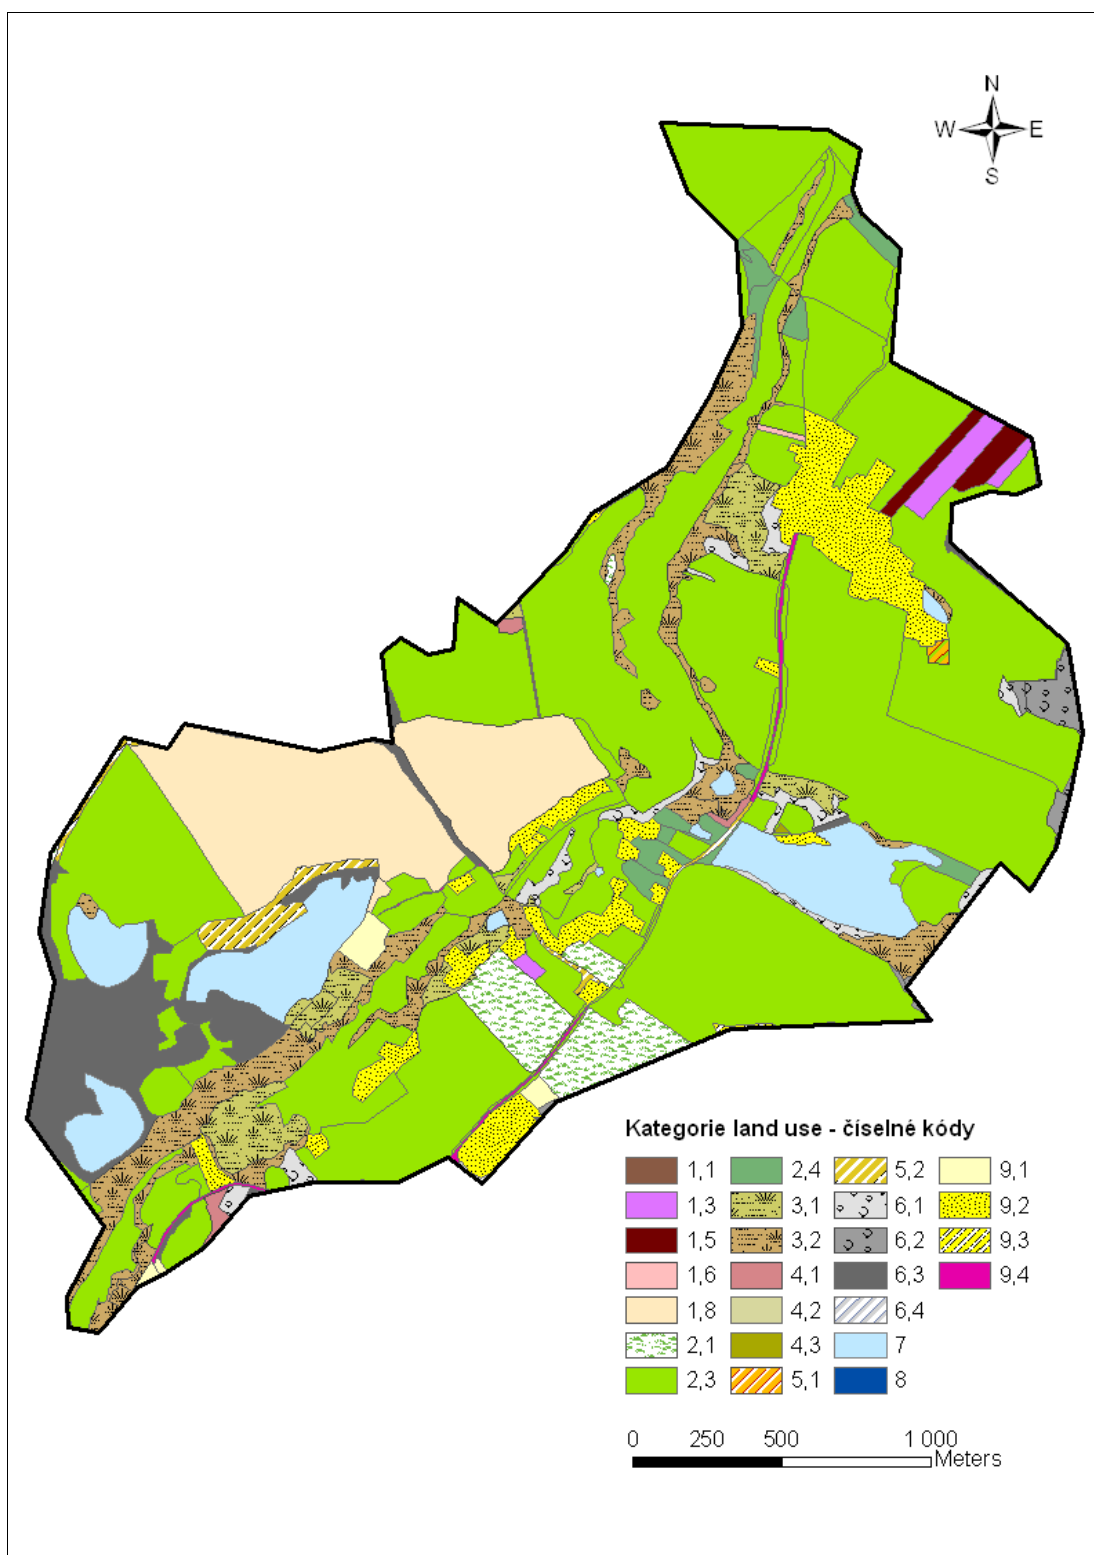 N
W E
S
Kategorie land use - číselné kódy
1,1 2,4 5,2 9,1
1,3 3,1 6,1 9,2
1,5 3,2 6,2 9,3
1,6 4,1 6,3 9,4
1,8 4,2 6,4
2,1 4,3 7
2,3 5,1 8
0 250 500 1 000
Meters